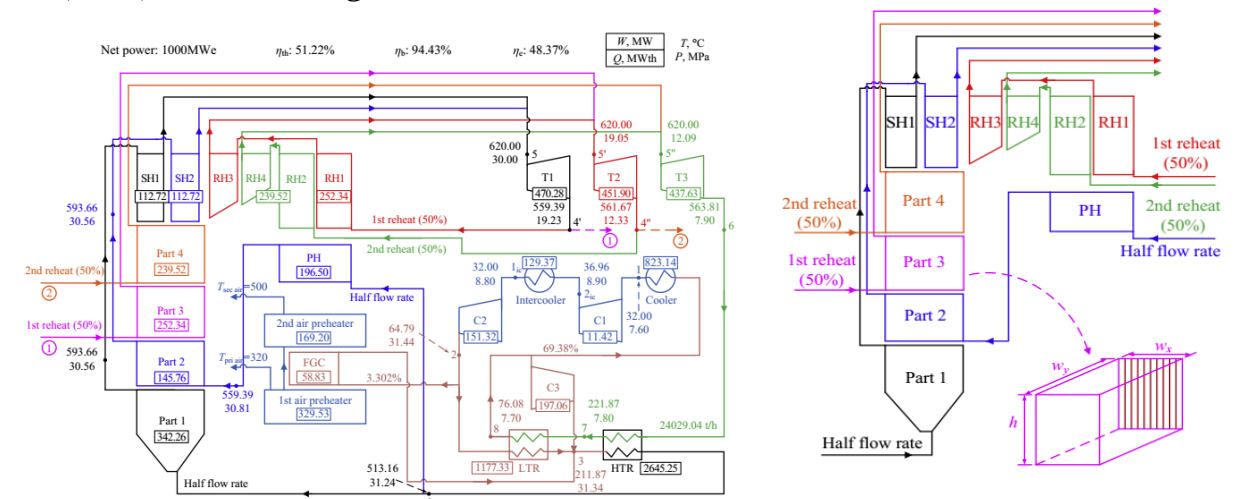 Net power: 1000MWe
ηth: 51.22%
ηb: 94.43%
ηe: 48.37%
W, MW
Q, MWth
T, °C
P, MPa
620.00
19.05
620.00
12.09
620.00
30.00
5
5'
5"
T1
470.28
T2
451.90
T3
437.63
559.39
19.23
561.67
12.33
563.81
7.90
4'
4"
6
1
2
SH1
112.72
SH2
112.72
RH3
RH4
239.52
RH2
RH1
252.34
1st reheat (50%)
2nd reheat (50%)
593.66
30.56
Part 4
239.52
2nd reheat (50%)
2
Part 3
252.34
1st reheat (50%)
1
593.66
30.56
Part 2
145.76
Part 1
342.26
PH
196.50
Half flow rate
559.39
30.81
Tsec air=500
2nd air preheater
169.20
Tpri air=320
FGC
58.83
3.302%
1st air preheater
329.53
32.00
8.80
1ic
129.37
Intercooler
36.96
8.90
2ic
1
823.14
Cooler
32.00
7.60
C2
151.32
C1
11.42
64.79
31.44
2
69.38%
C3
197.06
76.08
7.70
8
221.87
7.80
7
24029.04 t/h
1177.33
LTR
3
211.87
31.34
HTR
2645.25
513.16
31.24
4
Half flow rate
SH1
SH2
RH3
RH4
RH2
RH1
1st reheat
(50%)
2nd reheat
(50%)
Part 4
2nd reheat
(50%)
PH
Half flow rate
Part 3
1st reheat
(50%)
Part 2
Part 1
Half flow rate
wx
wy
h